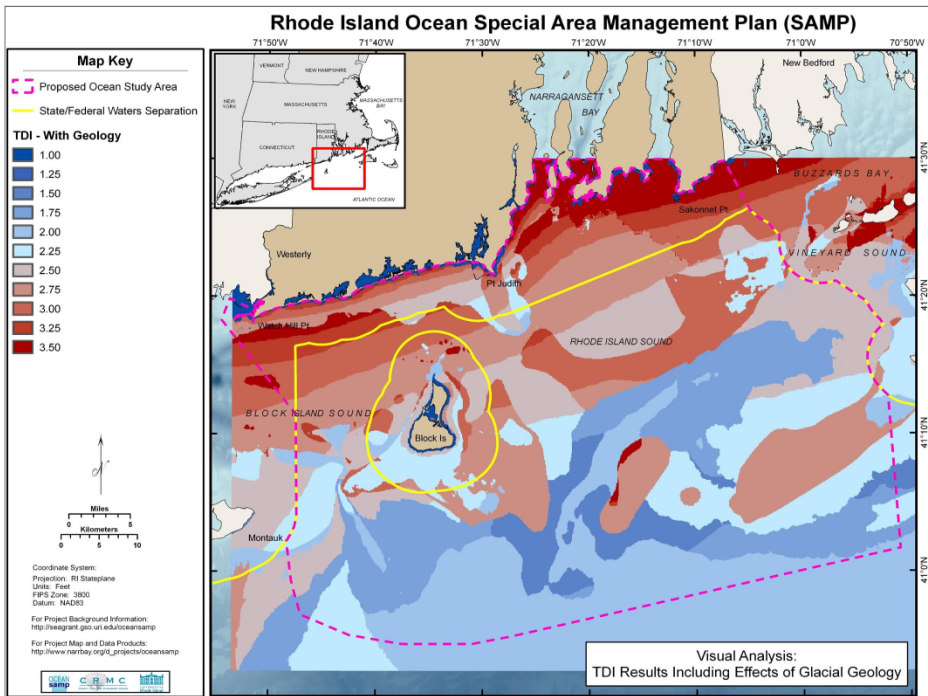 Rhode Island Ocean Special Area Management Plan (SAMP)
Map Key
Proposed Ocean Study Area
State/Federal Waters Separation
TDI - With Geology
1.00
1.25
1.50
1.75
2.00
2.25
2.50
2.75
3.00
3.25
3.50
Miles
5 0 5
Kilometers
10 5 0 10
Coordinate System:
Projection: RI Stateplane
Units: Feet
FIPS Zone: 3800
Datum: NAD83
For Project Background Information:
http://seagrant.gso.uri.edu/oceansamp
For Project Map and Data Products:
http://www.narrbay.org/d_projects/oceansamp
OCEAN
samp
C R M C
71°50'W 71°40'W 71°30'W 71°20'W 71°10'W 71°0'W 70°50'W
VERMONT
NEW HAMPSHIRE
NEW
YORK
MASSACHUSETTS
MASSACHUSETTS
BAY
RHODE
ISLAND
CONNECTICUT
ATLANTIC OCEAN
New Bedford
NARRAGANSETT
BAY
41°30'N
BUZZARDS BAY
Sakonnet Pt.
VINEYARD SOUND
Westerly
Pt Judith
41°20'N
Watch Hill Pt.
RHODE ISLAND SOUND
BLOCK ISLAND SOUND
Block Is
41°10'N
Montauk
41°0'N
Visual Analysis:
TDI Results Including Effects of Glacial Geology